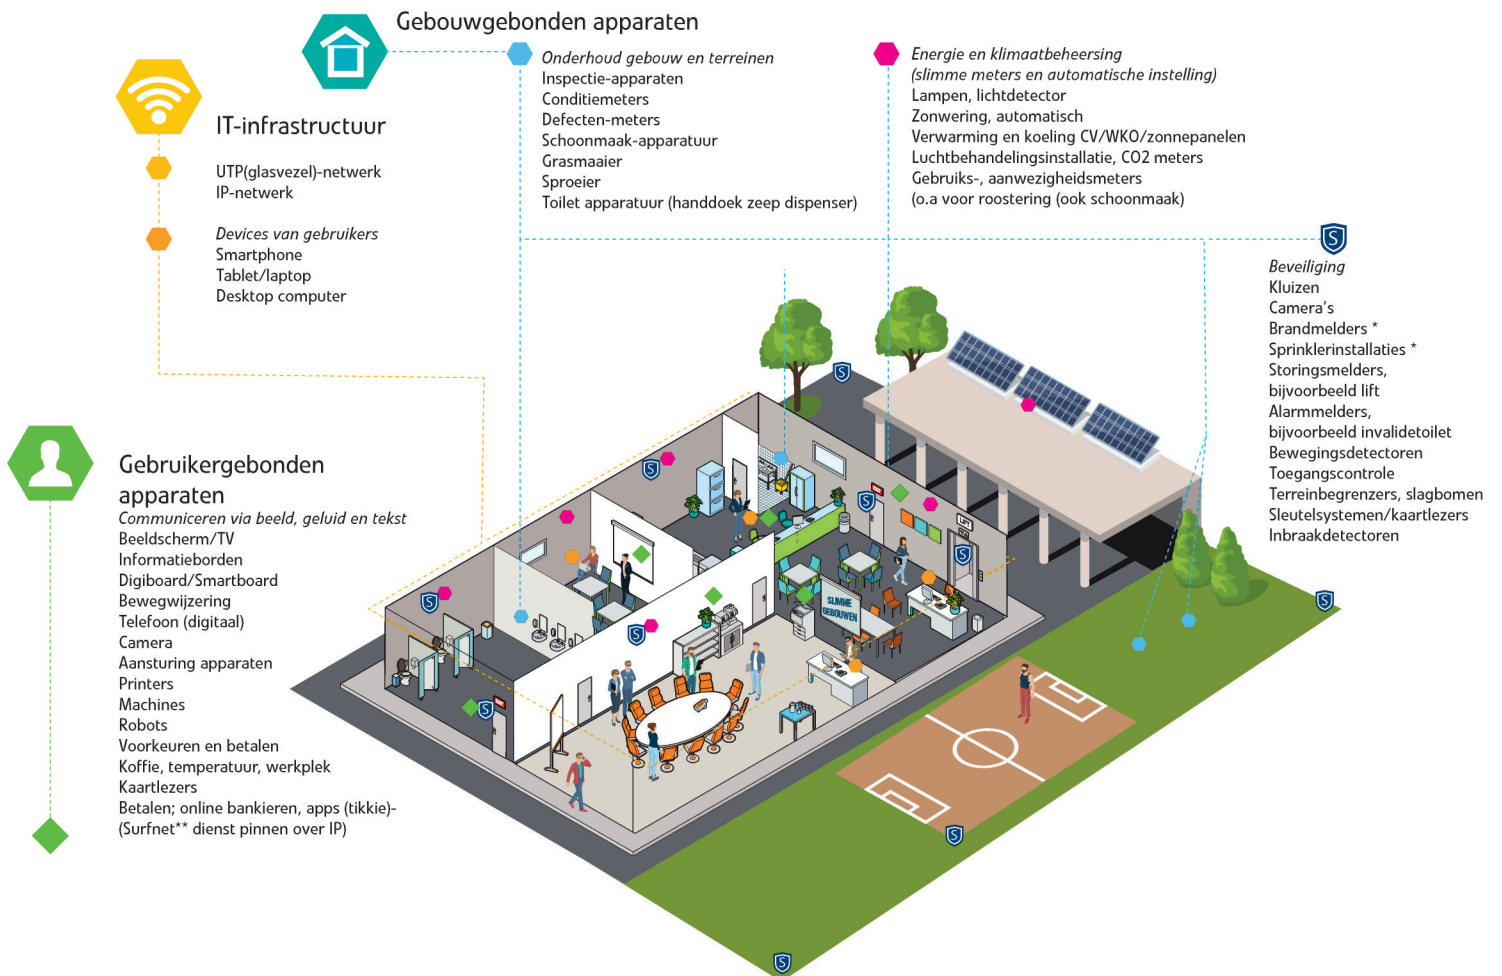 Gebouwgebonden apparaten
Onderhoud gebouw en terreinen
Inspectie-apparaten
Conditiemeters
Defecten-meters
Schoonmaak-apparatuur
Grasmaaier
Sproeier
Toilet apparatuur (handdoek zeep dispenser)
Energie en klimaatbeheersing
(slimme meters en automatische instelling)
Lampen, lichtdetector
Zonwering, automatisch
Verwarming en koeling CV/WKO/zonnepanelen
Luchtbehandelingsinstallatie, CO2 meters
Gebruiks-, aanwezigheidsmeters
(o.a voor roostering (ook schoonmaak)
IT-infrastructuur
UTP(glasvezel)-netwerk
IP-netwerk
Devices van gebruikers
Smartphone
Tablet/laptop
Desktop computer
S
Beveiliging
Kluizen
Camera's
Brandmelders *
Sprinklerinstallaties *
Storingsmelders,
bijvoorbeeld lift
Alarmmelders,
bijvoorbeeld invalidetoilet
Bewegingsdetectoren
Toegangscontrole
Terreinbegrenzers, slagbomen
Sleutelsystemen/kaartlezers
Inbraakdetectoren
Gebruikergebonden
apparaten
Communiceren via beeld, geluid en tekst
Beeldscherm/TV
Informatieborden
Digiboard/Smartboard
Bewegwijzering
Telefoon (digitaal)
Camera
Aansturing apparaten
Printers
Machines
Robots
Voorkeuren en betalen
Koffie, temperatuur, werkplek
Kaartlezers
Betalen; online bankieren, apps (tikkie)-
(Surfnet** dienst pinnen over IP)
S
S
S
LIFT
S
S
SLIMME
GEBOUWEN
S
S
S
S
S
S